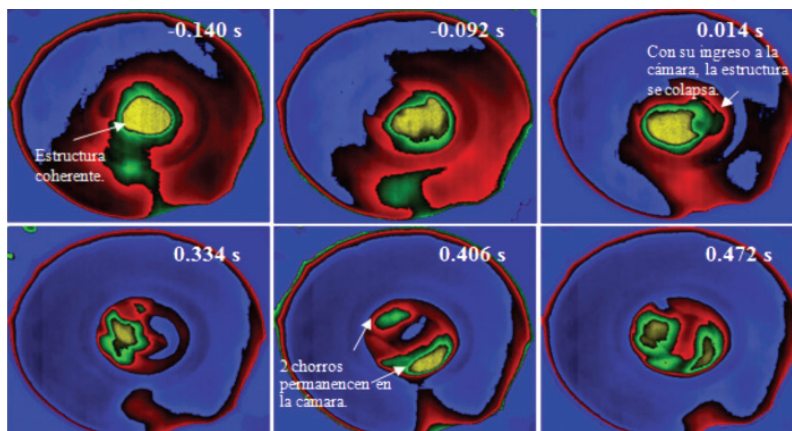 -0.140 s
-0.092 s
0.014 s
Con su ingreso a la
cámara, la estructura
se colapsa.
Estructura
coherente.
0.334 s
0.406 s
0.472 s
2 chorros
permanencen en
la cámara.